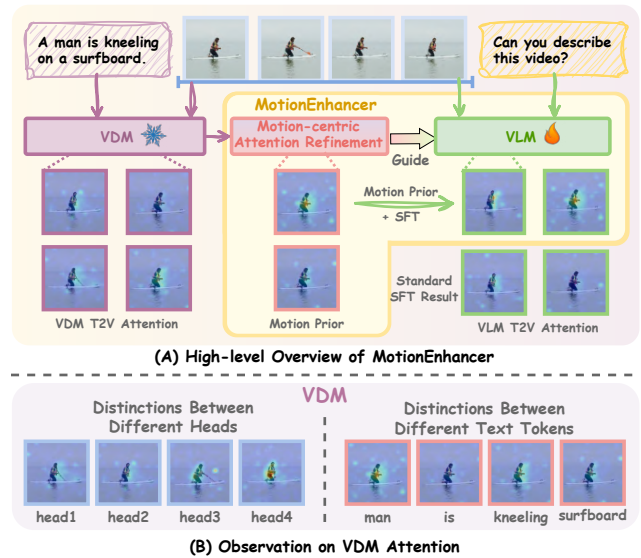 A man is kneeling
on a surfboard.
Can you describe
this video?
MotionEnhancer
VDM
Motion-centric
Attention Refinement
Guide
VLM
Motion Prior
+ SFT
Standard
SFT Result
VDM T2V Attention
Motion Prior
VLM T2V Attention
(A) High-level Overview of MotionEnhancer
VDM
Distinctions Between
Different Heads
Distinctions Between
Different Text Tokens
head1 head2 head3 head4
man is kneeling surfboard
(B) Observation on VDM Attention